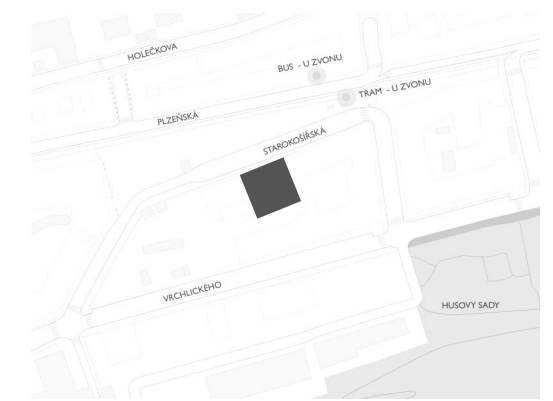 HOLEČKOVA
BUS - U ZVONU
TRAM - U ZVONU
PLZEŇSKÁ
STAROKOŠÍŘSKÁ
VRCHLICKÉHO
HUSOVY SADY